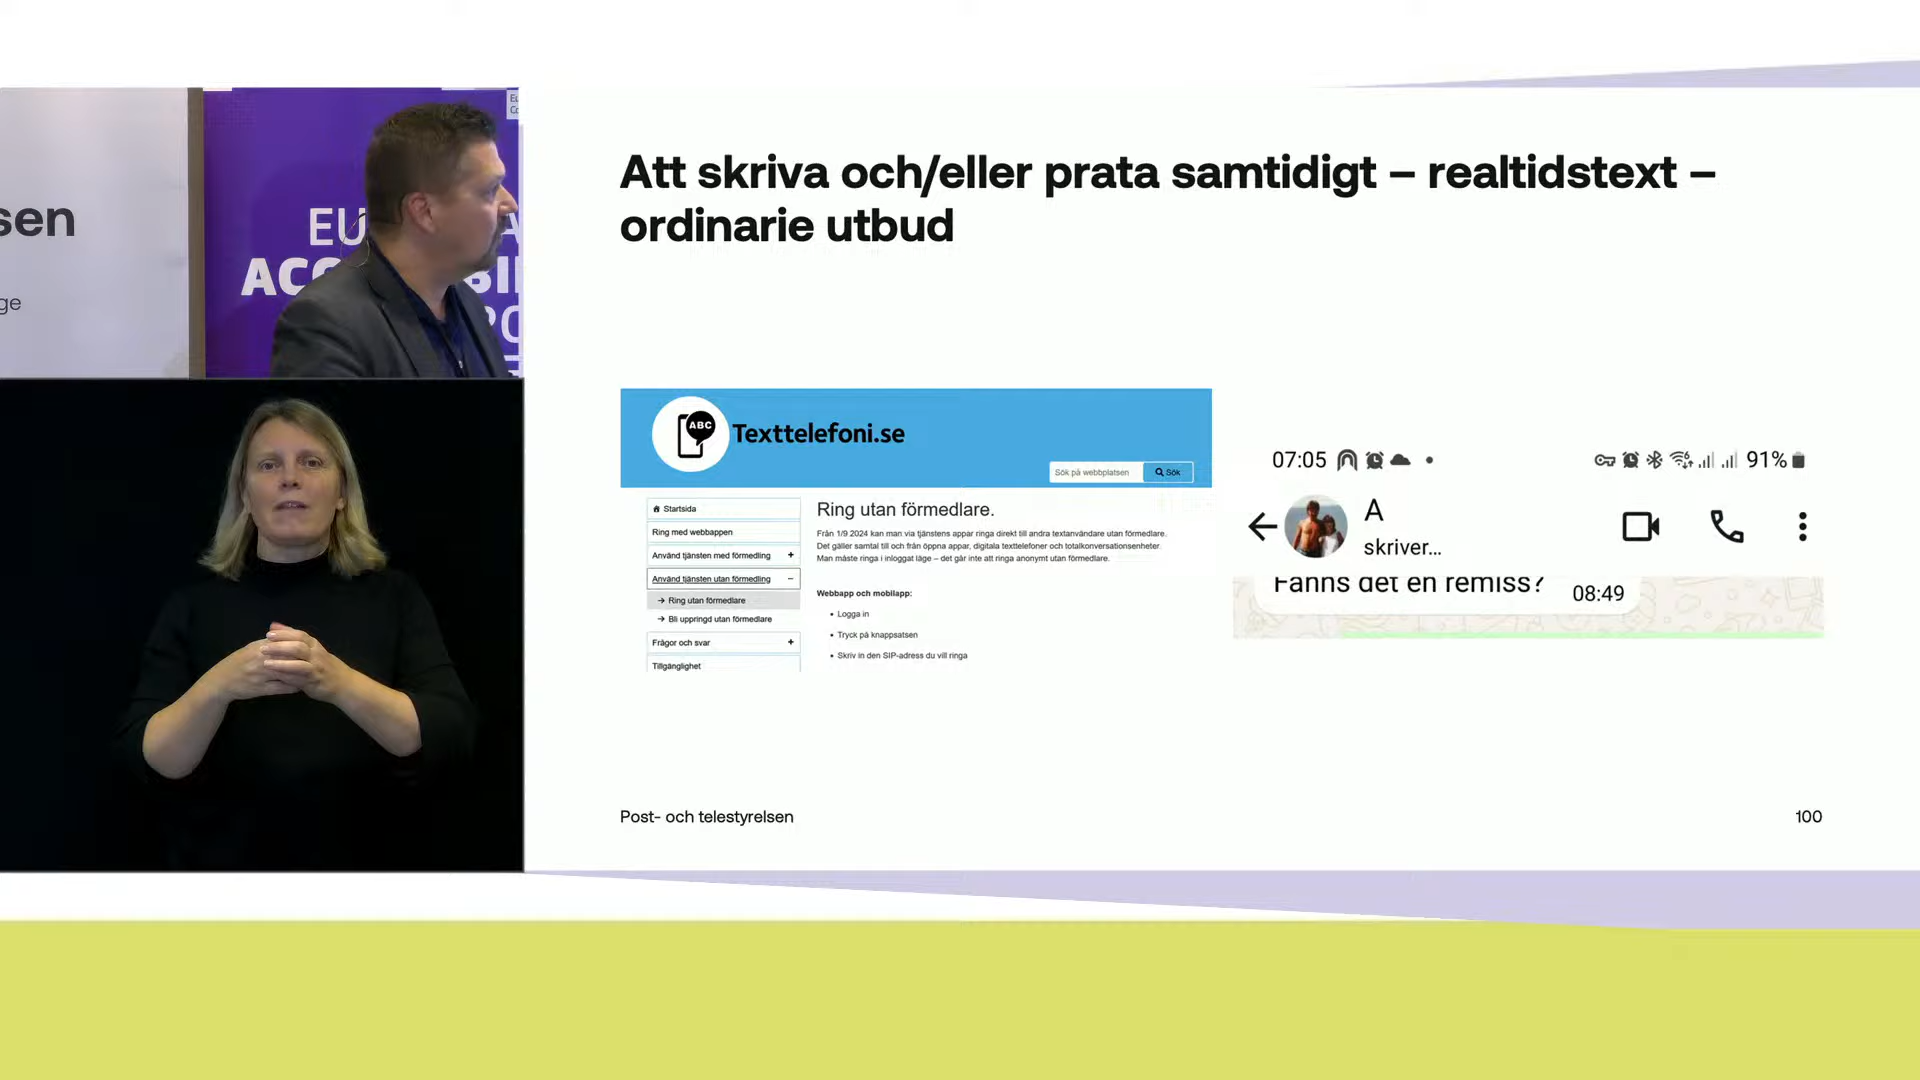 sen
ge
EU
ACC
BI
Att skriva och/eller prata samtidigt – realtidstext –
ordinarie utbud
ABC
Texttelefoni.se
Sök på webbplatsen
Sök
Startsida
Ring med webbappen
Använd tjänsten med förmedling +
Använd tjänsten utan förmedling –
→ Ring utan förmedlare
→ Bli uppringd utan förmedlare
Frågor och svar +
Tillgänglighet
Ring utan förmedlare.
Från 1/9 2024 kan man via tjänstens appar ringa direkt till andra textanvändare utan förmedlare.
Det gäller samtal till och från öppna appar, digitala texttelefoner och totalkonversationsenheter.
Man måste ringa i inloggat läge – det går inte att ringa anonymt utan förmedlare.
Webbapp och mobilapp:
• Logga in
• Tryck på knappsatsen
• Skriv in den SIP-adress du vill ringa
07:05
91%
A
skriver...
Fanns det en remiss? 08:49
Post- och telestyrelsen
100